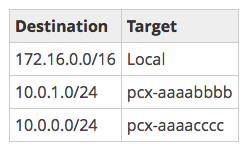 Destination Target
172.16.0.0/16 Local
10.0.1.0/24 pcx-aaaabbbb
10.0.0.0/24 pcx-aaaacccc